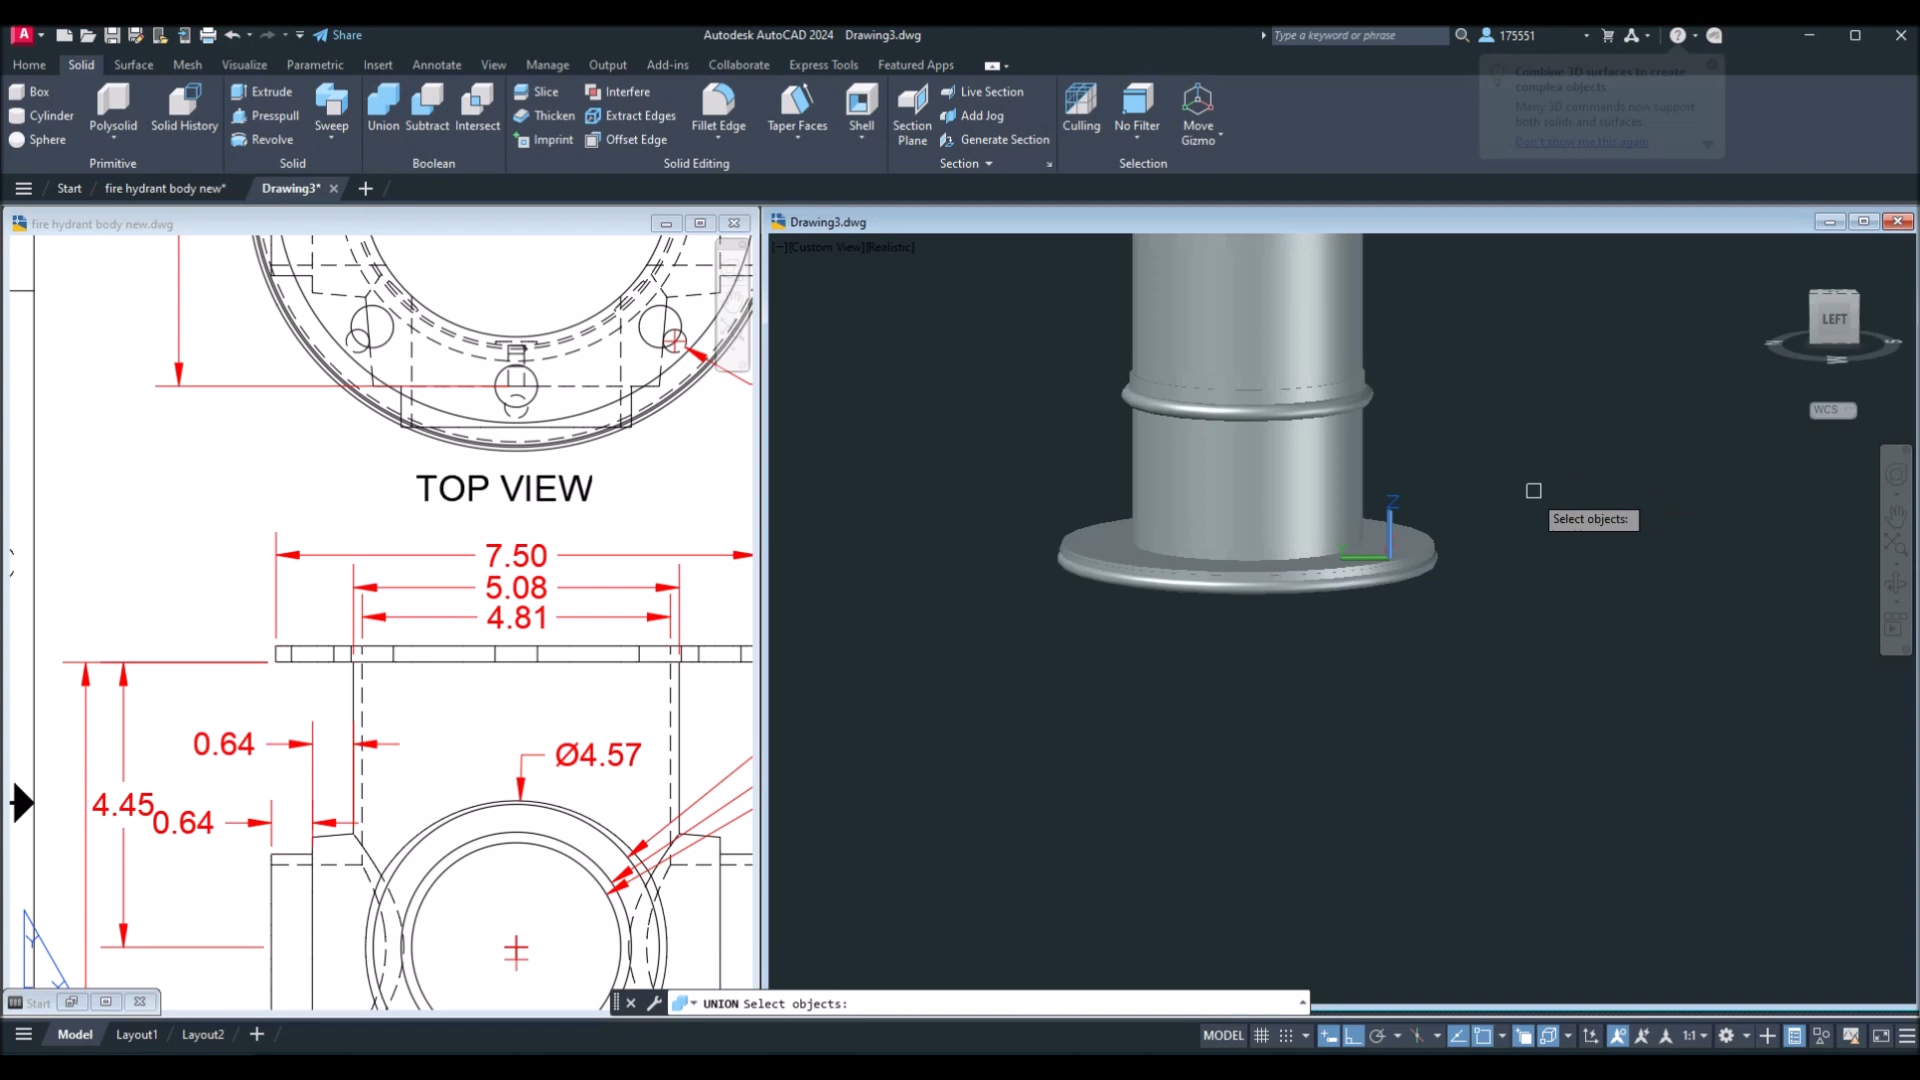 A
Share
Autodesk AutoCAD 2024 Drawing3.dwg
Type a keyword or phrase
175551
Home Solid Surface Mesh Visualize Parametric Insert Annotate View Manage Output Add-ins Collaborate Express Tools Featured Apps
Box
Cylinder
Sphere
Polysolid
Solid History
Primitive
Extrude
Presspull
Revolve
Sweep
Solid
Union
Subtract
Intersect
Boolean
Slice
Thicken
Imprint
Interfere
Extract Edges
Offset Edge
Fillet Edge
Taper Faces
Shell
Solid Editing
Section
Plane
Live Section
Add Jog
Generate Section
Section
Culling
No Filter
Move
Gizmo
Selection
Combine 3D surfaces to create
complex objects
Many 3D commands now support
both solids and surfaces.
Don't show me this again
Start fire hydrant body new* Drawing3*
fire hydrant body new.dwg
Drawing3.dwg
[−][Custom View][Realistic]
LEFT
WCS
Z
Select objects:
TOP VIEW
7.50
5.08
4.81
0.64
Ø4.57
4.45
0.64
Y
Start
UNION Select objects:
Model Layout1 Layout2
MODEL
1:1